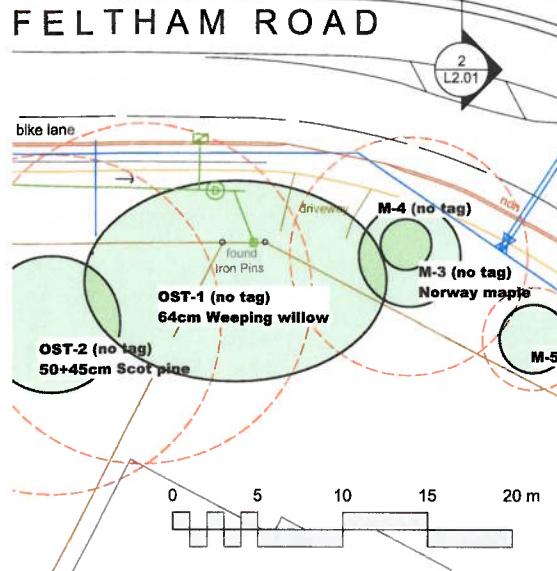 FELTHAM ROAD
2
L2.01
bike lane
D
driveway
ndn
M-4 (no tag)
found
Iron Pins
M-3 (no tag)
Norway maple
OST-1 (no tag)
64cm Weeping willow
OST-2 (no tag)
50+45cm Scot pine
M-5
0 5 10 15 20 m